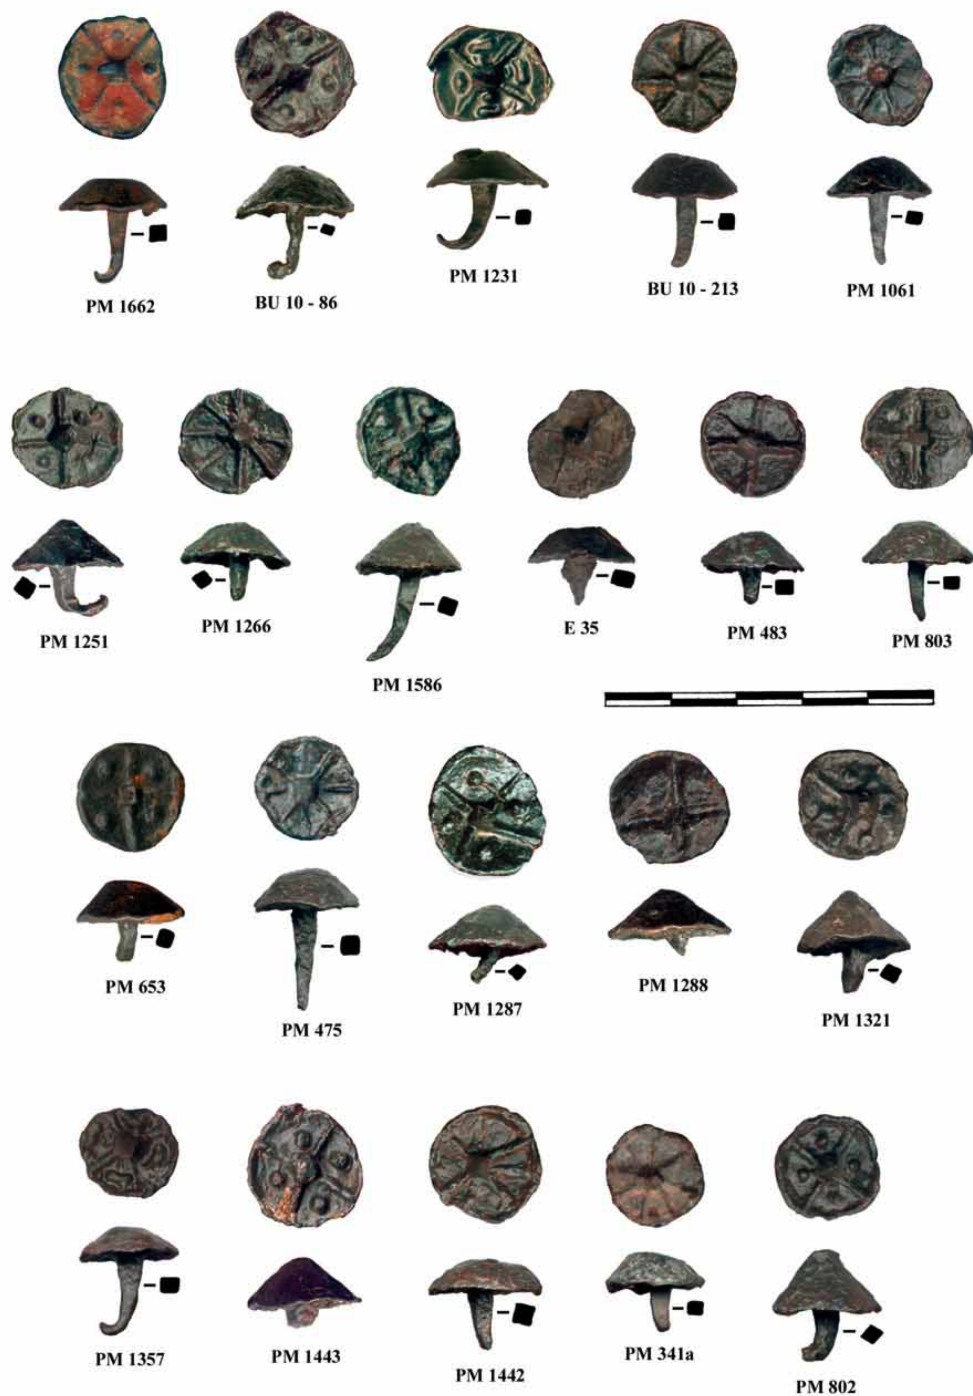 PM 1662
BU 10 - 86
PM 1231
BU 10 - 213
PM 1061
PM 1251
PM 1266
PM 1586
E 35
PM 483
PM 803
PM 653
PM 475
PM 1287
PM 1288
PM 1321
PM 1357
PM 1443
PM 1442
PM 341a
PM 802